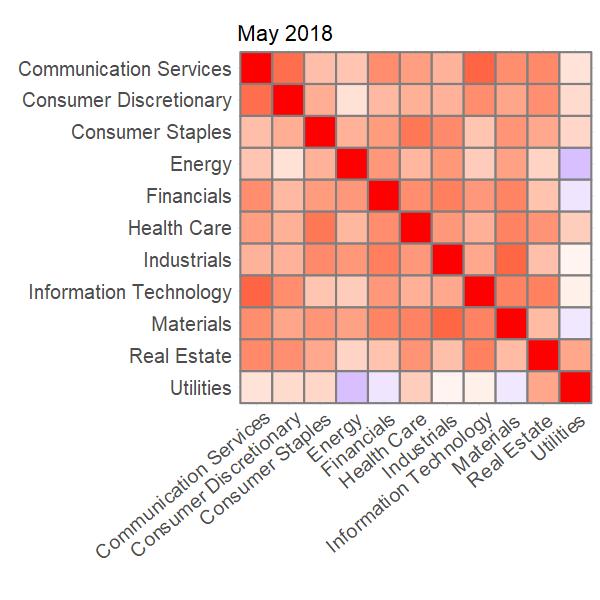 May 2018
Communication Services
Consumer Discretionary
Consumer Staples
Energy
Financials
Health Care
Industrials
Information Technology
Materials
Real Estate
Utilities
Communication Services
Consumer Discretionary
Consumer Staples
Energy
Financials
Health Care
Industrials
Information Technology
Materials
Real Estate
Utilities